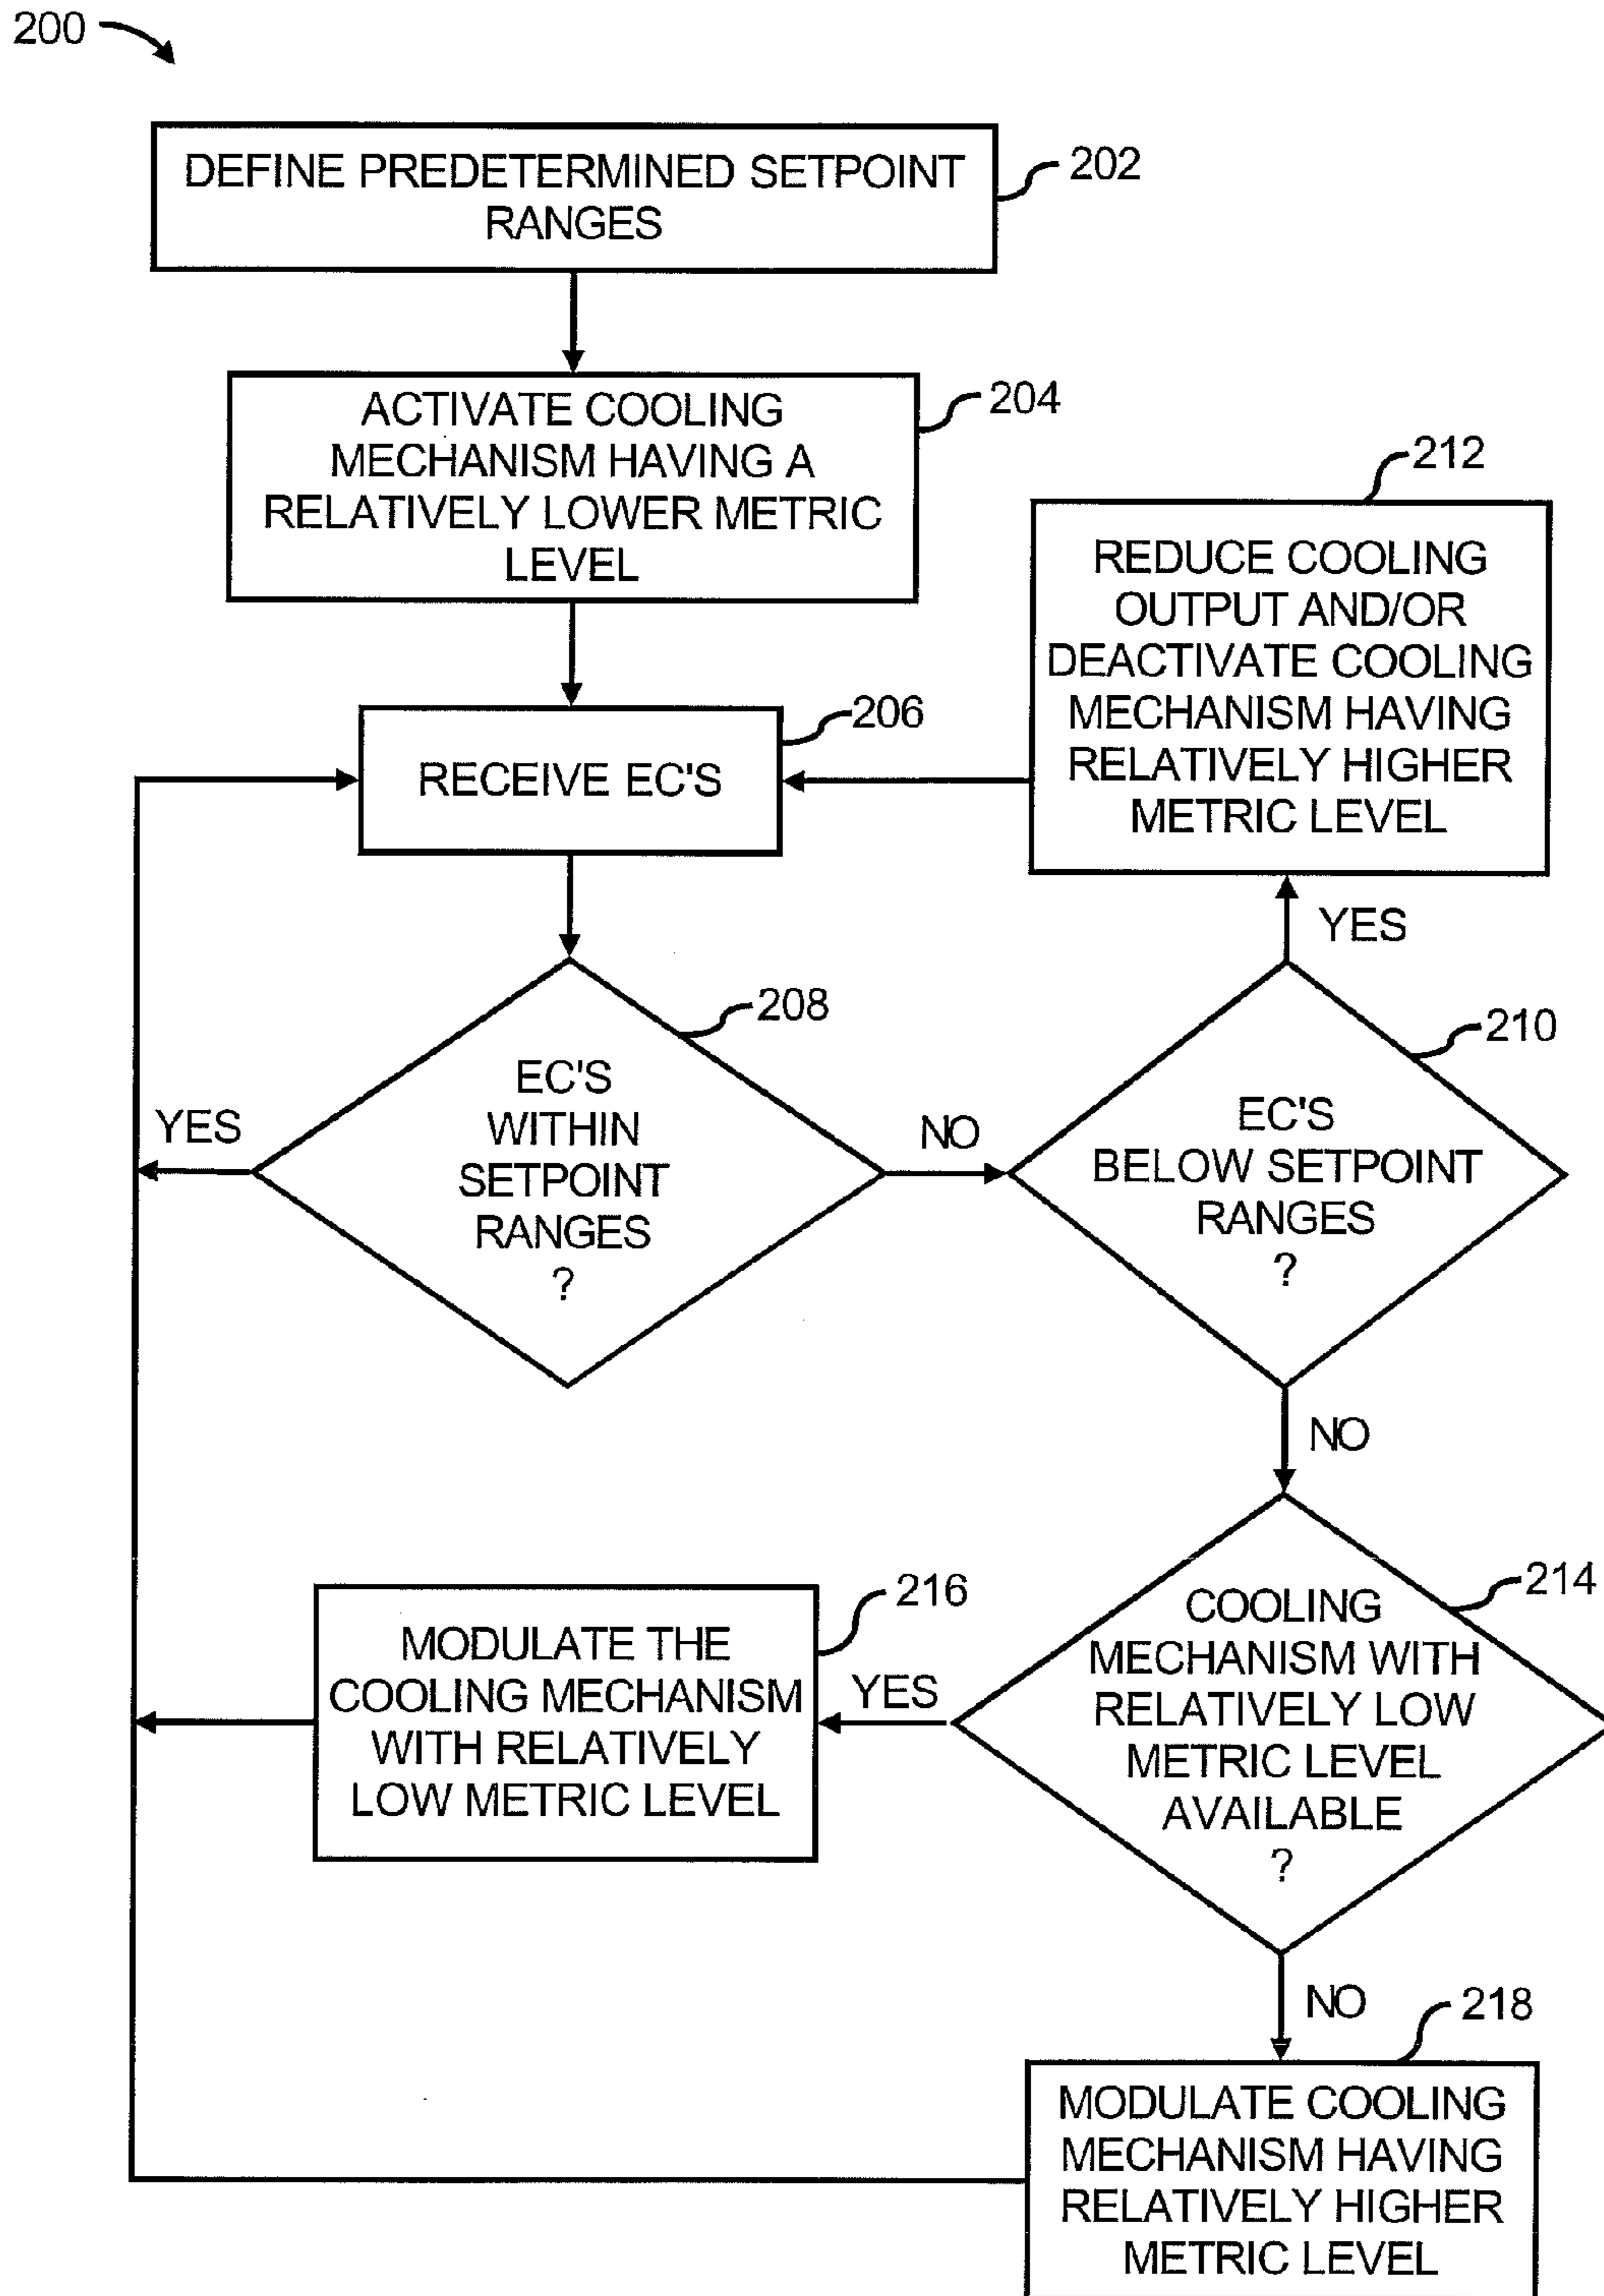 200
DEFINE PREDETERMINED SETPOINT
RANGES
202
ACTIVATE COOLING
MECHANISM HAVING A
RELATIVELY LOWER METRIC
LEVEL
204
RECEIVE EC'S
206
212
REDUCE COOLING
OUTPUT AND/OR
DEACTIVATE COOLING
MECHANISM HAVING
RELATIVELY HIGHER
METRIC LEVEL
YES
208
EC'S
WITHIN
SETPOINT
RANGES
?
YES
NO
210
EC'S
BELOW SETPOINT
RANGES
?
NO
214
COOLING
MECHANISM WITH
RELATIVELY LOW
METRIC LEVEL
AVAILABLE
?
YES
216
MODULATE THE
COOLING MECHANISM
WITH RELATIVELY
LOW METRIC LEVEL
NO
218
MODULATE COOLING
MECHANISM HAVING
RELATIVELY HIGHER
METRIC LEVEL